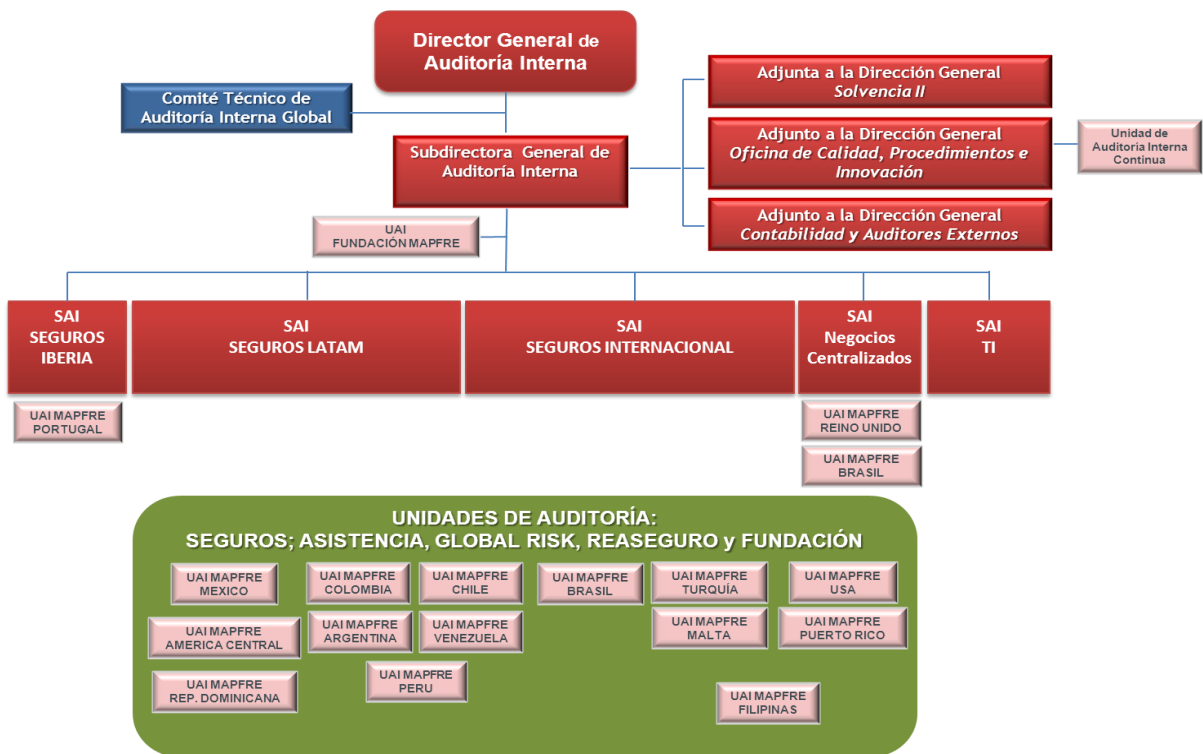 Director General de
Auditoría Interna
Comité Técnico de
Auditoría Interna Global
Subdirectora General de
Auditoría Interna
Adjunta a la Dirección General
Solvencia II
Adjunto a la Dirección General
Oficina de Calidad, Procedimientos e
Innovación
Unidad de
Auditoria Interna
Continua
Adjunto a la Dirección General
Contabilidad y Auditores Externos
UAI
FUNDACIÓN MAPFRE
SAI
SEGUROS
IBERIA
SAI
SEGUROS LATAM
SAI
SEGUROS INTERNACIONAL
SAI
Negocios
Centralizados
SAI
TI
UAI MAPFRE
PORTUGAL
UAI MAPFRE
REINO UNIDO
UAI MAPFRE
BRASIL
UNIDADES DE AUDITORÍA:
SEGUROS; ASISTENCIA, GLOBAL RISK, REASEGURO y FUNDACIÓN
UAI MAPFRE
MEXICO
UAI MAPFRE
COLOMBIA
UAI MAPFRE
CHILE
UAI MAPFRE
BRASIL
UAI MAPFRE
TURQUÍA
UAI MAPFRE
USA
UAI MAPFRE
AMERICA CENTRAL
UAI MAPFRE
ARGENTINA
UAI MAPFRE
VENEZUELA
UAI MAPFRE
MALTA
UAI MAPFRE
PUERTO RICO
UAI MAPFRE
REP. DOMINICANA
UAI MAPFRE
PERU
UAI MAPFRE
FILIPINAS